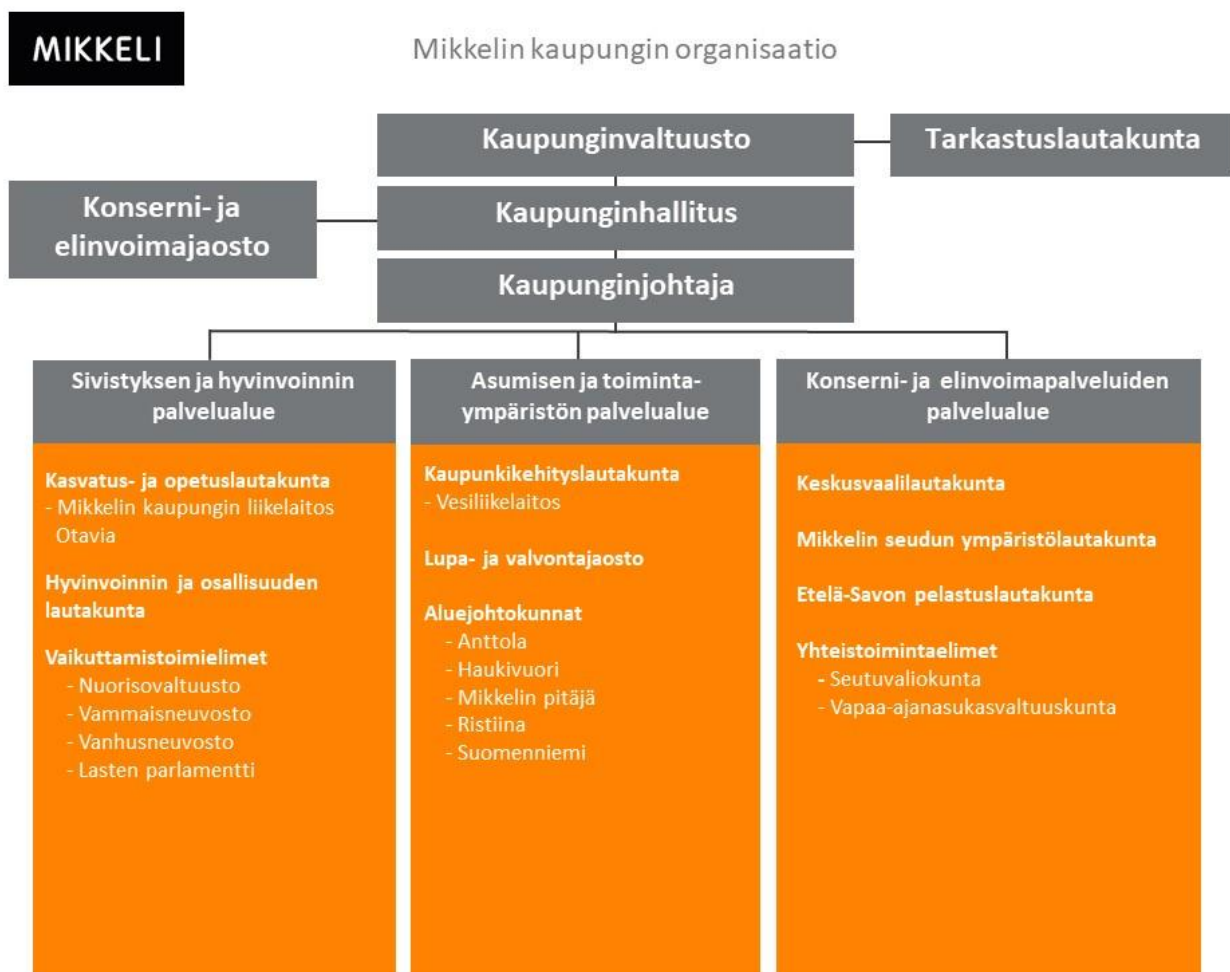 MIKKELI
Mikkelin kaupungin organisaatio
Kaupunginvaltuusto
Tarkastuslautakunta
Konserni- ja
elinvoimajaosto
Kaupunginhallitus
Kaupunginjohtaja
Sivistyksen ja hyvinvoinnin
palvelualue
Kasvatus- ja opetuslautakunta
- Mikkelin kaupungin liikelaitos
Otavia
Hyvinvoinnin ja osallisuuden
lautakunta
Vaikuttamistoimielimet
- Nuorisovaltuusto
- Vammaisneuvosto
- Vanhusneuvosto
- Lasten parlamentti
Asumisen ja toiminta-
ympäristön palvelualue
Kaupunkikehityslautakunta
- Vesiliikelaitos
Lupa- ja valvontajaosto
Aluejohtokunnat
- Anttola
- Haukivuori
- Mikkelin pitäjä
- Ristiina
- Suomenniemi
Konserni- ja elinvoimapalveluiden
palvelualue
Keskusvaalilautakunta
Mikkelin seudun ympäristölautakunta
Etelä-Savon pelastuslautakunta
Yhteistoimintaelimet
- Seutuvaliokunta
- Vapaa-ajanasukasvaltuuskunta